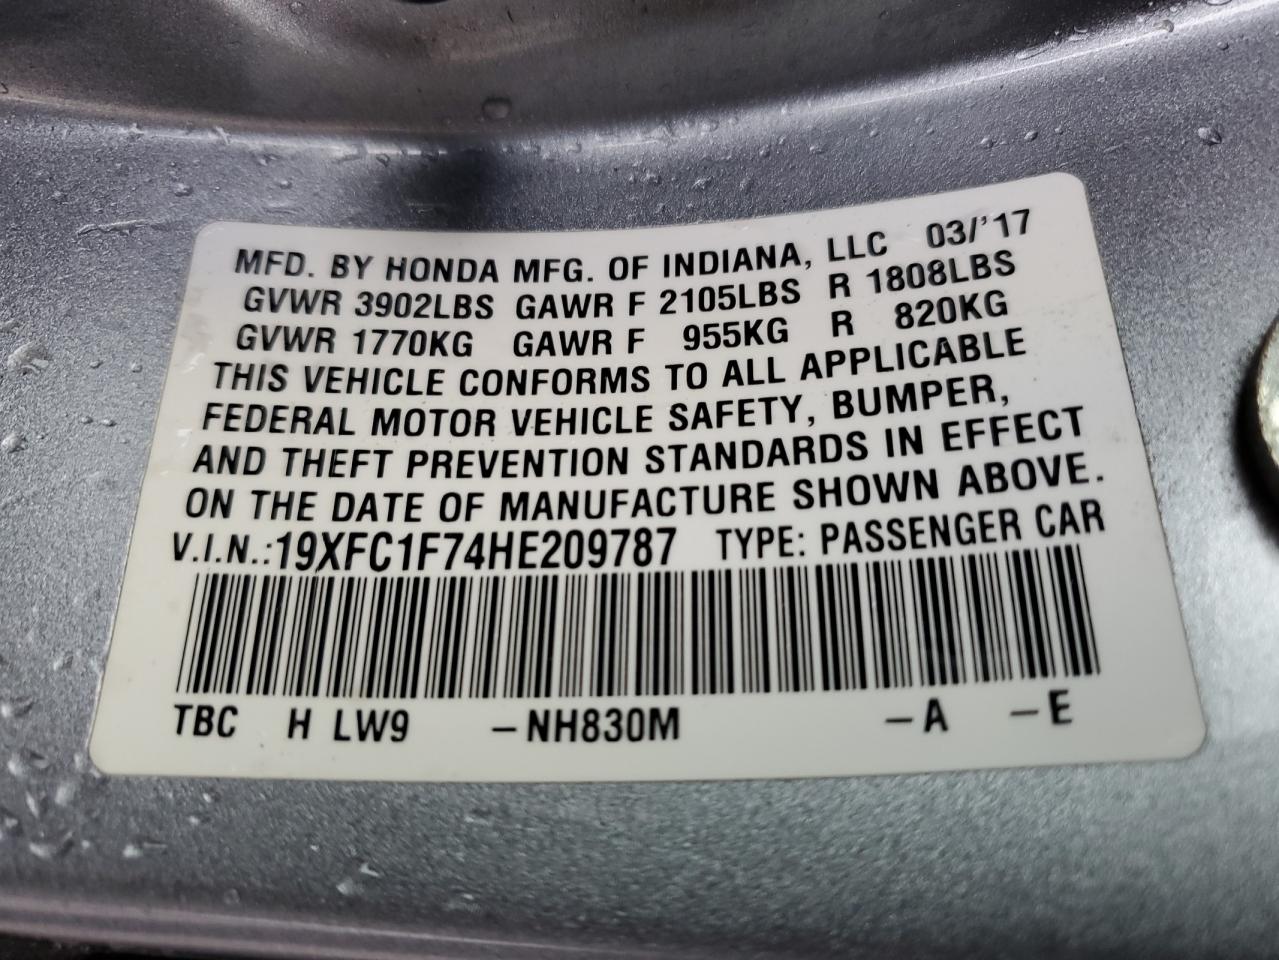 MFD. BY HONDA MFG. OF INDIANA, LLC 03/'17
GVWR 3902LBS GAWR F 2105LBS R 1808LBS
GVWR 1770KG GAWR F 955KG R 820KG
THIS VEHICLE CONFORMS TO ALL APPLICABLE
FEDERAL MOTOR VEHICLE SAFETY, BUMPER,
AND THEFT PREVENTION STANDARDS IN EFFECT
ON THE DATE OF MANUFACTURE SHOWN ABOVE.
V.I.N.:19XFC1F74HE209787 TYPE: PASSENGER CAR
TBC H LW9 –NH830M –A –E